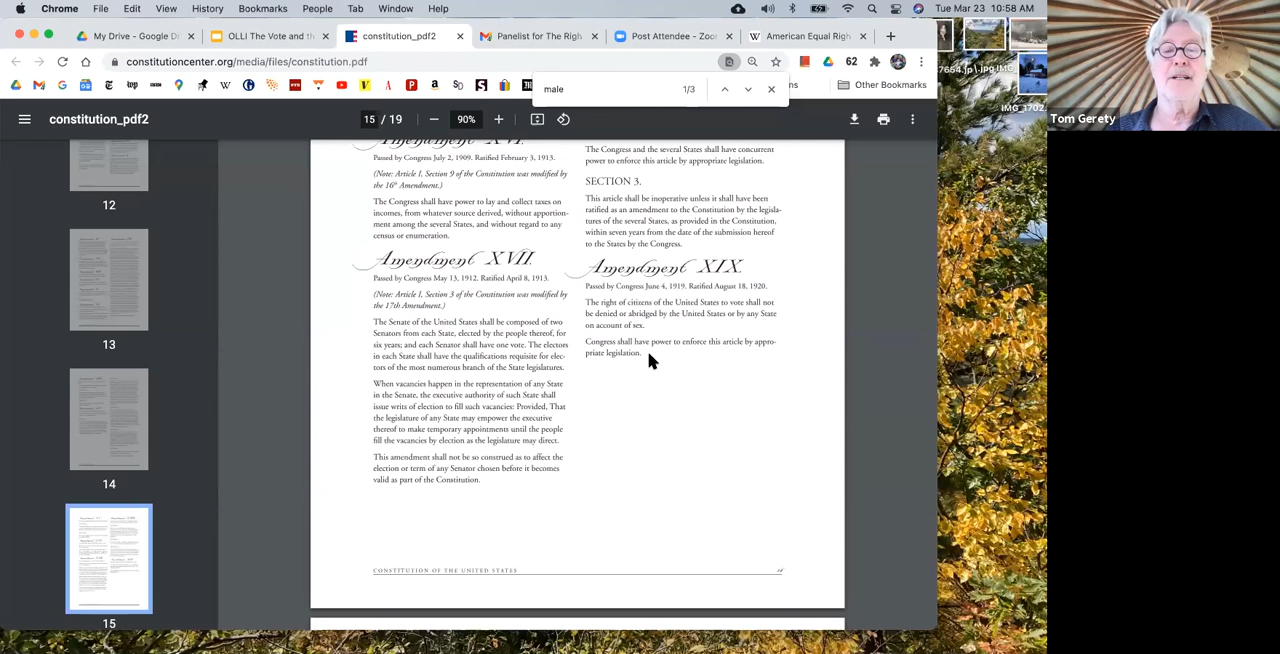 Chrome File Edit View History Bookmarks People Tab Window Help Tue Mar 23 10:58 AM
My Drive - Google D OLLI The Vote and th constitution_pdf2 Panelist for The Righ Post Attendee - Zoo American Equal Righ
constitutioncenter.org/media/files/constitution.pdf 62
Other Bookmarks
male 1/3
constitution_pdf2 15 / 19 90%
Tom Gerety
12
13
14
15
Amendment XVI.
Passed by Congress July 2, 1909. Ratified February 3, 1913.
(Note: Article I, Section 9 of the Constitution was modified by
the 16th Amendment.)
The Congress shall have power to lay and collect taxes on
incomes, from whatever source derived, without apportion-
ment among the several States, and without regard to any
census or enumeration.
Amendment XVII.
Passed by Congress May 13, 1912. Ratified April 8, 1913.
(Note: Article I, Section 3 of the Constitution was modified by
the 17th Amendment.)
The Senate of the United States shall be composed of two
Senators from each State, elected by the people thereof, for
six years; and each Senator shall have one vote. The electors
in each State shall have the qualifications requisite for elec-
tors of the most numerous branch of the State legislatures.
When vacancies happen in the representation of any State
in the Senate, the executive authority of such State shall
issue writs of election to fill such vacancies: Provided, That
the legislature of any State may empower the executive
thereof to make temporary appointments until the people
fill the vacancies by election as the legislature may direct.
This amendment shall not be so construed as to affect the
election or term of any Senator chosen before it becomes
valid as part of the Constitution.
The Congress and the several States shall have concurrent
power to enforce this article by appropriate legislation.
SECTION 3.
This article shall be inoperative unless it shall have been
ratified as an amendment to the Constitution by the legisla-
tures of the several States, as provided in the Constitution,
within seven years from the date of the submission hereof
to the States by the Congress.
Amendment XIX.
Passed by Congress June 4, 1919. Ratified August 18, 1920.
The right of citizens of the United States to vote shall not
be denied or abridged by the United States or by any State
on account of sex.
Congress shall have power to enforce this article by appro-
priate legislation.
CONSTITUTION OF THE UNITED STATES